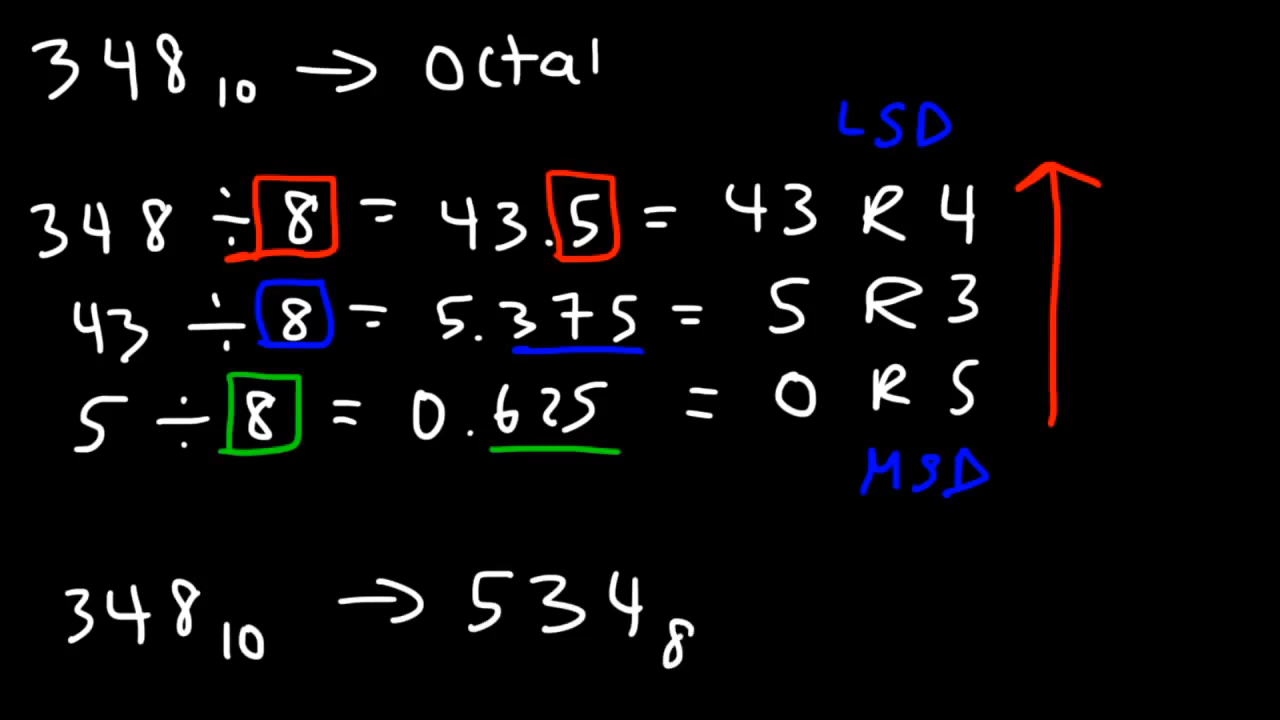 348₁₀ → Octal
LSD
348 ÷ 8 = 43.5 = 43 R 4
43 ÷ 8 = 5.375 = 5 R 3
5 ÷ 8 = 0.625 = 0 R 5
MSD
348₁₀ → 534₈